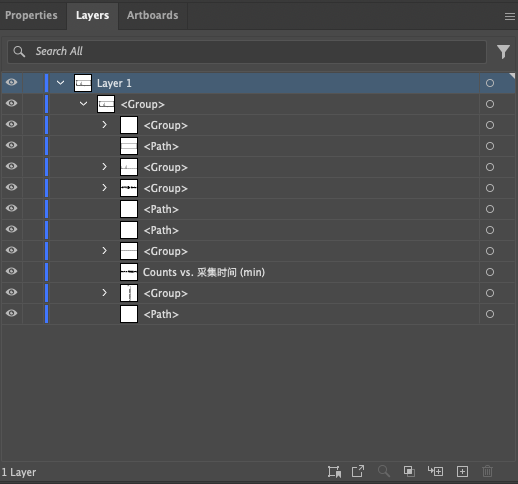 Properties Layers Artboards
Search All
Layer 1
<Group>
<Group>
<Path>
<Group>
<Group>
<Path>
<Path>
<Group>
Counts vs. 采集时间 (min)
<Group>
<Path>
1 Layer